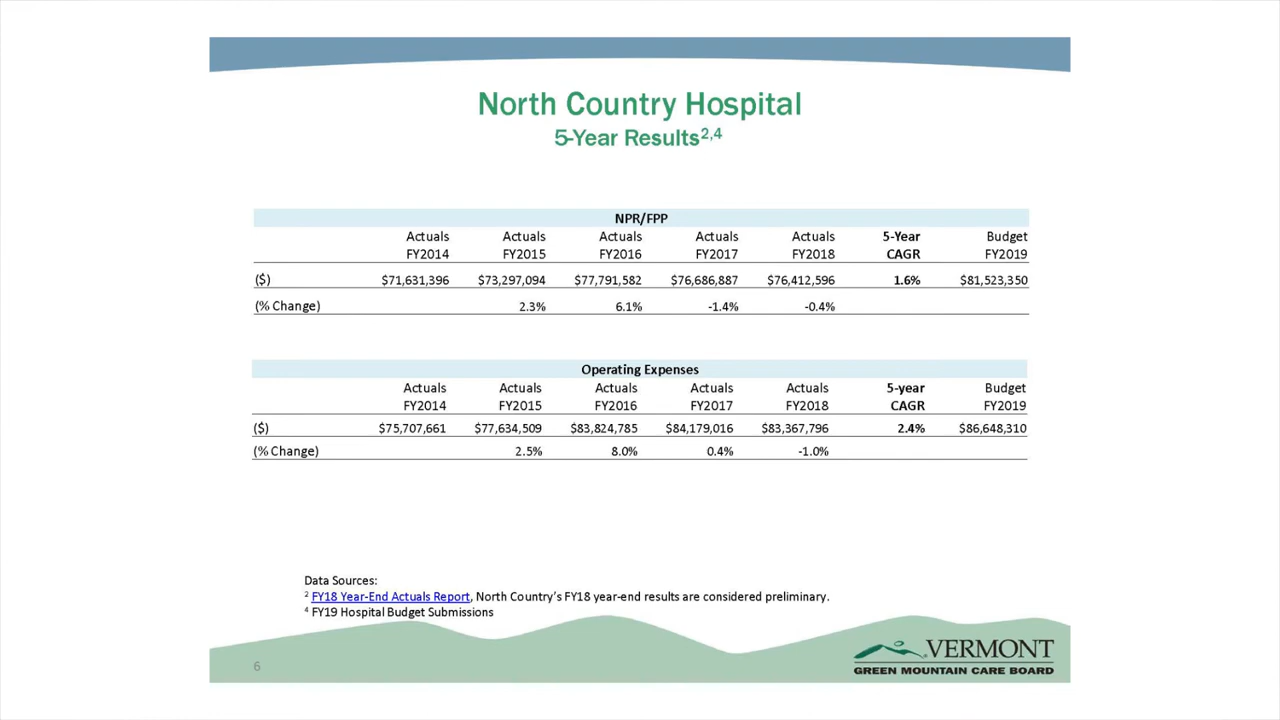 North Country Hospital
5-Year Results2,4
NPR/FPP
Actuals Actuals Actuals Actuals Actuals 5-Year Budget
FY2014 FY2015 FY2016 FY2017 FY2018 CAGR FY2019
($) $71,631,396 $73,297,094 $77,791,582 $76,686,887 $76,412,596 1.6% $81,523,350
(% Change) 2.3% 6.1% -1.4% -0.4%
Operating Expenses
Actuals Actuals Actuals Actuals Actuals 5-year Budget
FY2014 FY2015 FY2016 FY2017 FY2018 CAGR FY2019
($) $75,707,661 $77,634,509 $83,824,785 $84,179,016 $83,367,796 2.4% $86,648,310
(% Change) 2.5% 8.0% 0.4% -1.0%
Data Sources:
2 FY18 Year-End Actuals Report, North Country’s FY18 year-end results are considered preliminary.
4 FY19 Hospital Budget Submissions
6
VERMONT
GREEN MOUNTAIN CARE BOARD